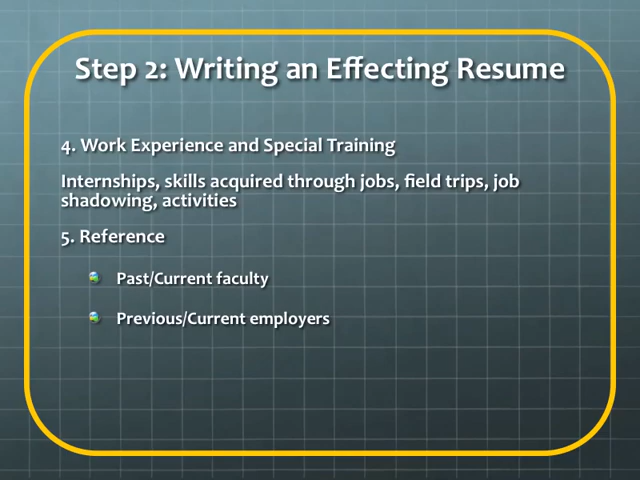 Step 2: Writing an Effecting Resume
4. Work Experience and Special Training
Internships, skills acquired through jobs, field trips, job
shadowing, activities
5. Reference
Past/Current faculty
Previous/Current employers